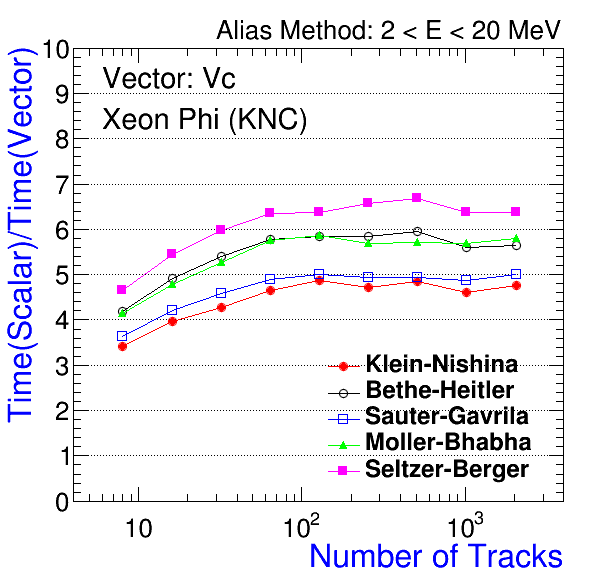 Alias Method: 2 < E < 20 MeV
Time(Scalar)/Time(Vector)
10
9
8
7
6
5
4
3
2
1
0
Vector: Vc
Xeon Phi (KNC)
Klein-Nishina
Bethe-Heitler
Sauter-Gavrila
Moller-Bhabha
Seltzer-Berger
10 10² 10³
Number of Tracks